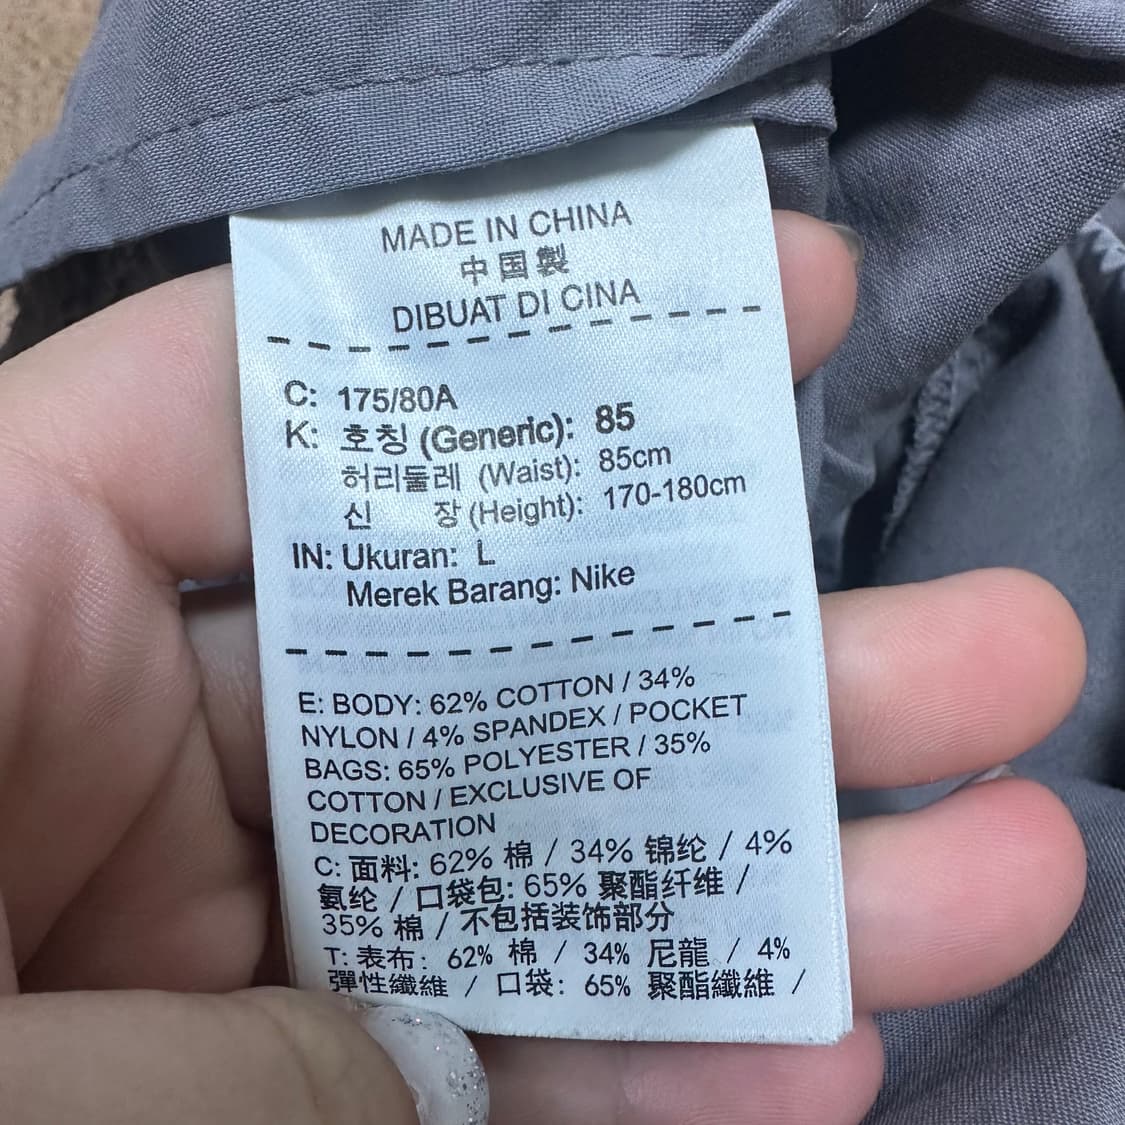 MADE IN CHINA
中国製
DIBUAT DI CINA
C: 175/80A
K: 호칭 (Generic): 85
허리둘레 (Waist): 85cm
신 장 (Height): 170-180cm
IN: Ukuran: L
Merek Barang: Nike
E: BODY: 62% COTTON / 34%
NYLON / 4% SPANDEX / POCKET
BAGS: 65% POLYESTER / 35%
COTTON / EXCLUSIVE OF
DECORATION
C: 面料: 62% 棉 / 34% 锦纶 / 4%
氨纶 / 口袋包: 65% 聚酯纤维 /
35% 棉 / 不包括装饰部分
T: 表布: 62% 棉 / 34% 尼龍 / 4%
彈性纖維 / 口袋: 65% 聚酯纖維 /